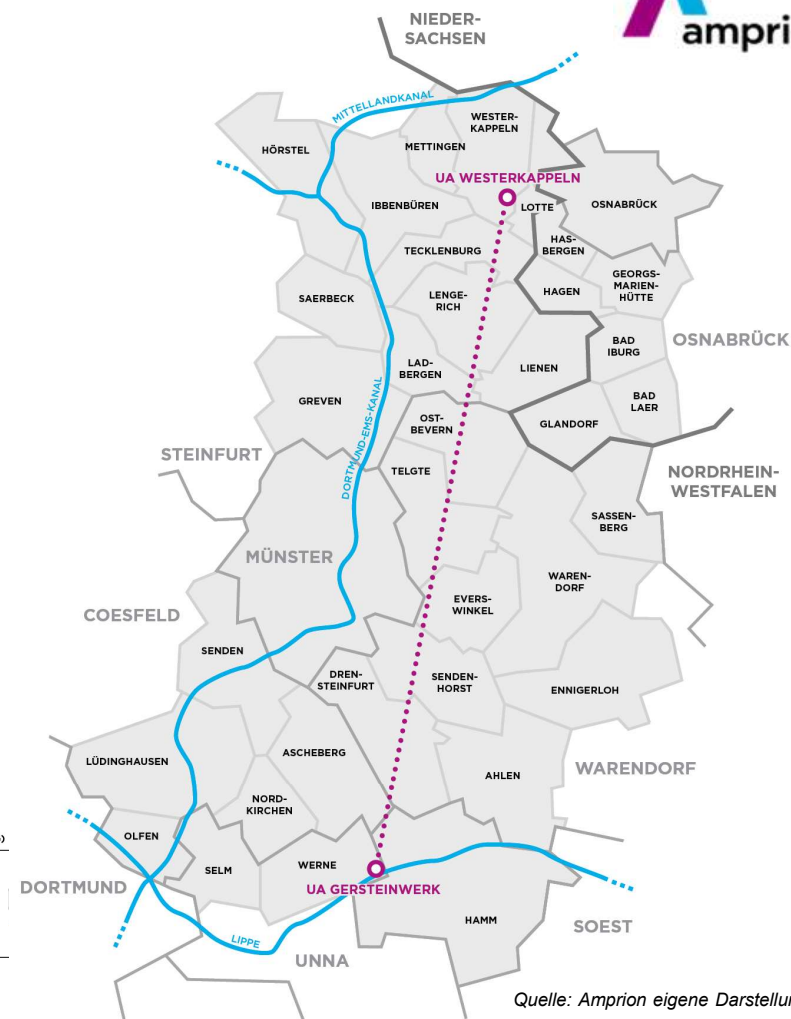 NIEDER-
SACHSEN
ampri
MITTELLANDKANAL
WESTER-
KAPPELN
METTINGEN
HÖRSTEL
UA WESTERKAPPELN
IBBENBÜREN
LOTTE
OSNABRÜCK
TECKLENBURG
HAS-
BERGEN
GEORGS-
MARIEN-
HÜTTE
HAGEN
SAERBECK
LENGE-
RICH
BAD
IBURG
OSNABRÜCK
LAD-
BERGEN
LIENEN
GREVEN
BAD
LAER
OST-
BEVERN
GLANDORF
DORTMUND-EMS-KANAL
STEINFURT
TELGTE
NORDRHEIN-
WESTFALEN
SASSEN-
BERG
MÜNSTER
WAREN-
DORF
EVERS-
WINKEL
COESFELD
SENDEN
DREN-
STEINFURT
SENDEN-
HORST
ENNIGERLOH
ASCHEBERG
LÜDINGHAUSEN
WARENDORF
AHLEN
NORD-
KIRCHEN
OLFEN
SELM
WERNE
DORTMUND
UA GERSTEINWERK
HAMM
SOEST
LIPPE
UNNA
Quelle: Amprion eigene Darstellun